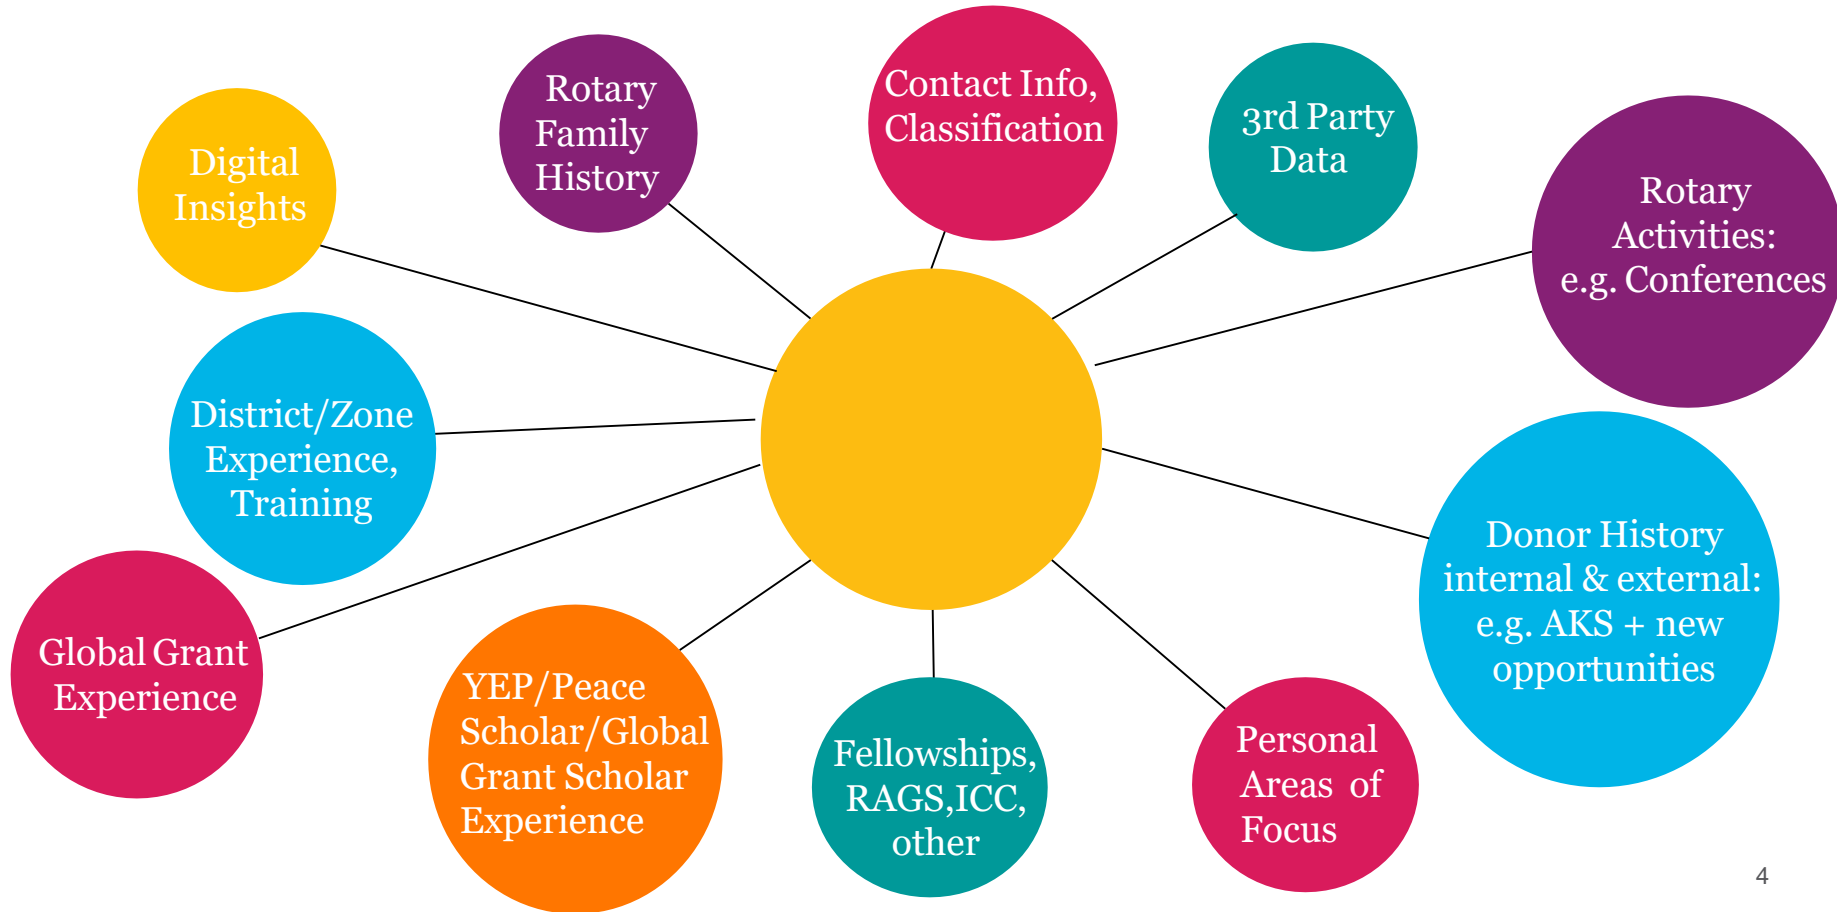 Digital
Insights
Rotary
Family
History
Contact Info,
Classification
3rd Party
Data
Rotary
Activities:
e.g. Conferences
District/Zone
Experience,
Training
Donor History
internal & external:
e.g. AKS + new
opportunities
Global Grant
Experience
YEP/Peace
Scholar/Global
Grant Scholar
Experience
Fellowships,
RAGS,ICC,
other
Personal
Areas of
Focus
4